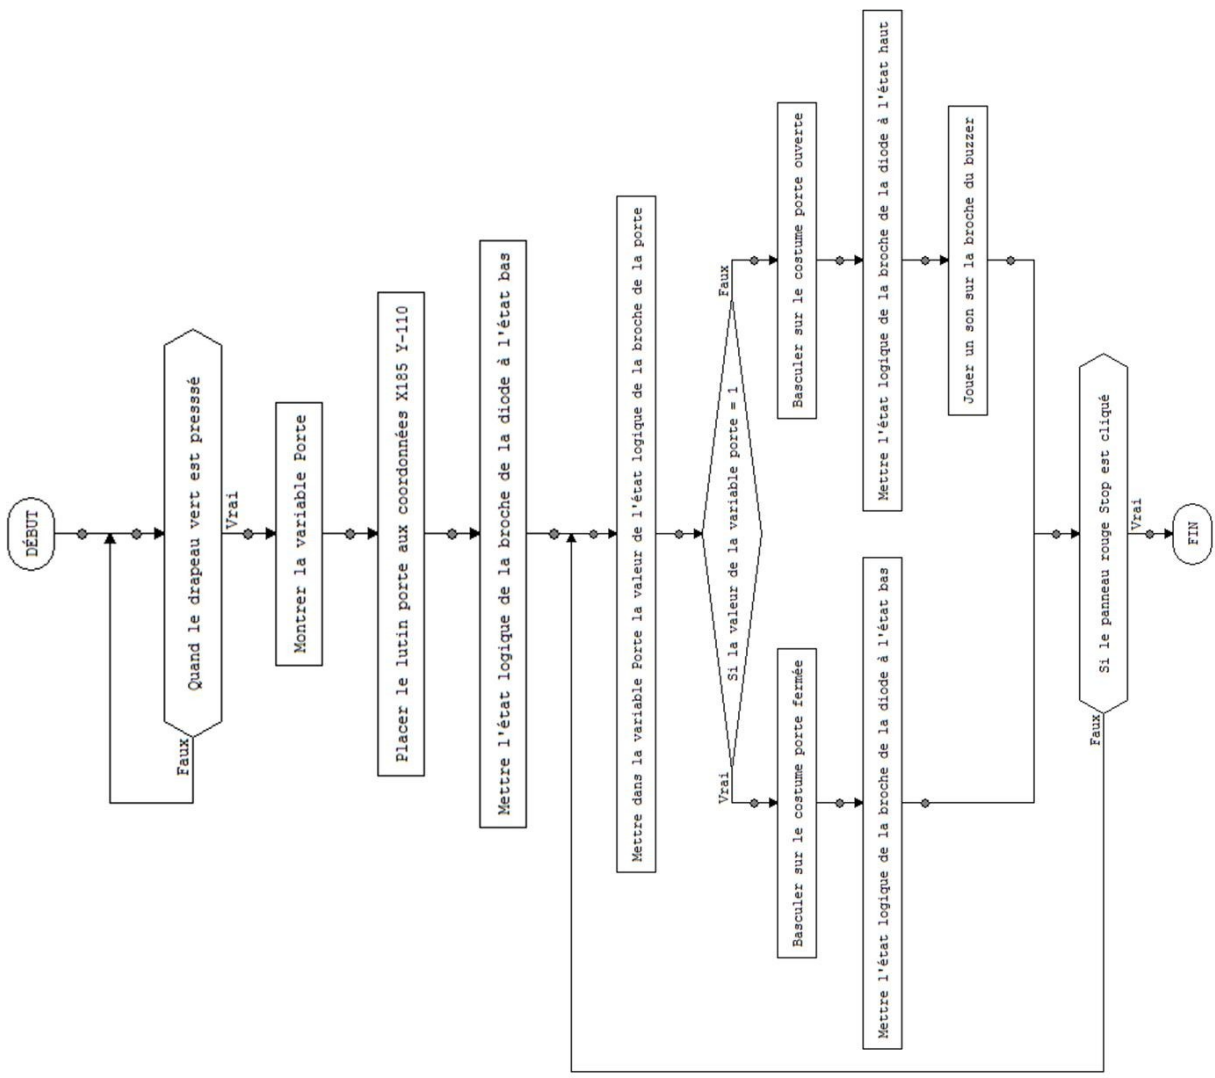 DÉBUT
Quand le drapeau vert est presssé
Faux
Vrai
Montrer la variable Porte
Placer le lutin porte aux coordonnées X185 Y-110
Mettre l'état logique de la broche de la diode à l'état bas
Mettre dans la variable Porte la valeur de l'état logique de la broche de la porte
Si la valeur de la variable porte = 1
Vrai
Faux
Basculer sur le costume porte fermée
Mettre l'état logique de la broche de la diode à l'état bas
Basculer sur le costume porte ouverte
Mettre l'état logique de la broche de la diode à l'état haut
Jouer un son sur la broche du buzzer
Si le panneau rouge Stop est cliqué
Faux
Vrai
FIN